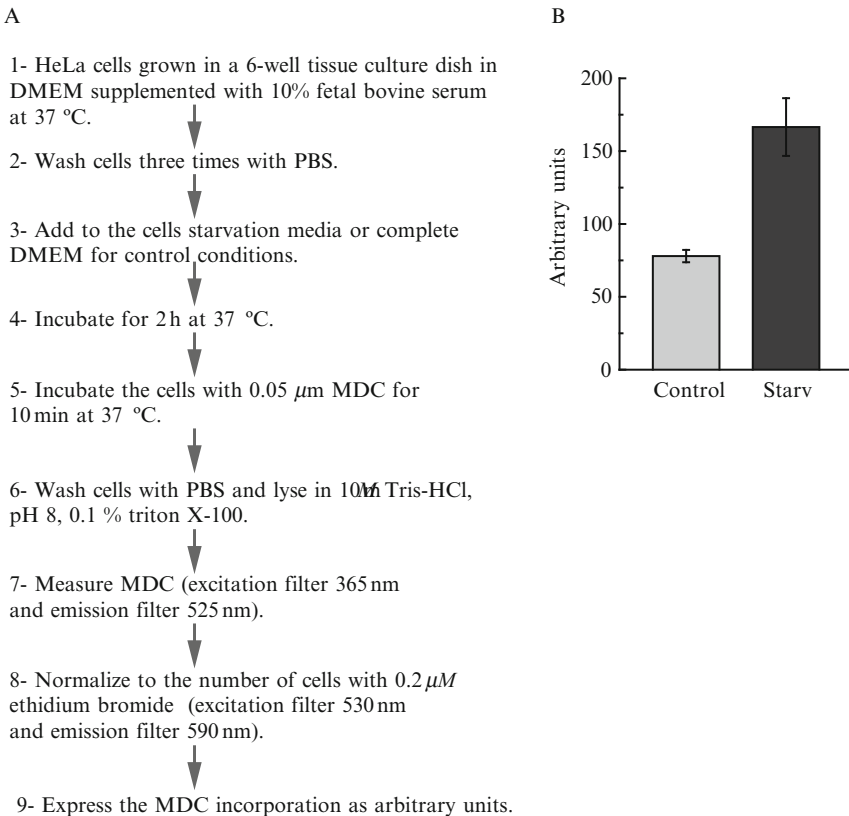 A
1- HeLa cells grown in a 6-well tissue culture dish in
DMEM supplemented with 10% fetal bovine serum
at 37 ºC.
2- Wash cells three times with PBS.
3- Add to the cells starvation media or complete
DMEM for control conditions.
4- Incubate for 2 h at 37 ºC.
5- Incubate the cells with 0.05 μm MDC for
10 min at 37 ºC.
6- Wash cells with PBS and lyse in Tris-HCl,
pH 8, 0.1 % triton X-100.
7- Measure MDC (excitation filter 365 nm
and emission filter 525 nm).
8- Normalize to the number of cells with 0.2 μM
ethidium bromide (excitation filter 530 nm
and emission filter 590 nm).
9- Express the MDC incorporation as arbitrary units.
B
Arbitrary units
200
150
100
50
0
Control Starv